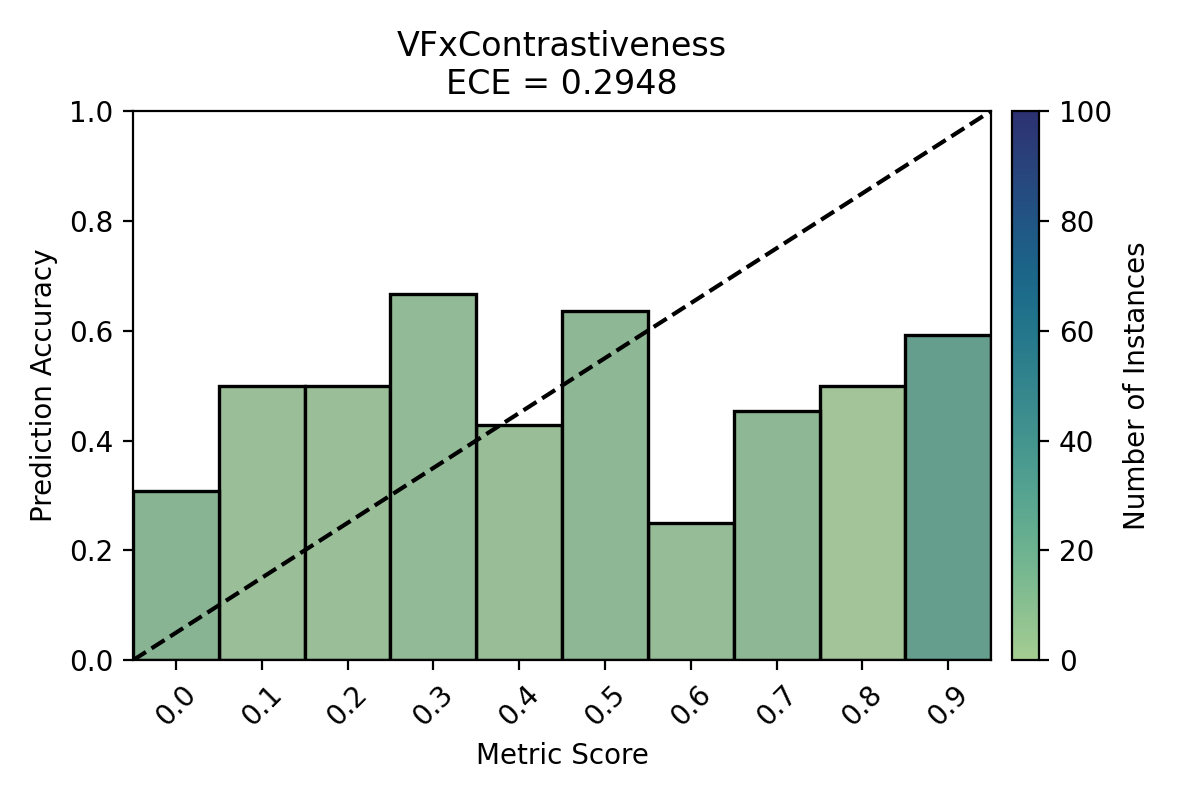 VFxContrastiveness
ECE = 0.2948
Prediction Accuracy
1.0
0.8
0.6
0.4
0.2
0.0
0.0 0.1 0.2 0.3 0.4 0.5 0.6 0.7 0.8 0.9
Metric Score
100
80
60
40
20
0
Number of Instances